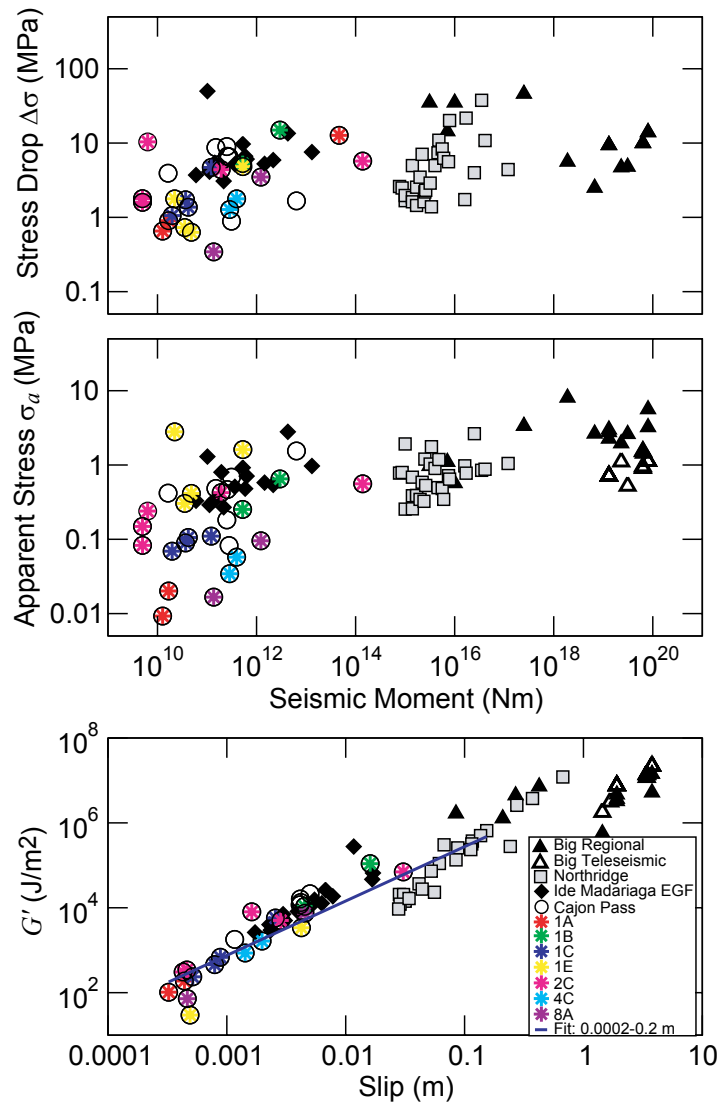 Stress Drop Δσ (MPa)
100
10
1
0.1
Apparent Stress σa (MPa)
10
1
0.1
0.01
10^10 10^12 10^14 10^16 10^18 10^20
Seismic Moment (Nm)
G′ (J/m2)
10^8
10^6
10^4
10^2
0.0001 0.001 0.01 0.1 1 10
Slip (m)
Big Regional
Big Teleseismic
Northridge
Ide Madariaga EGF
Cajon Pass
1A
1B
1C
1E
2C
4C
8A
Fit: 0.0002-0.2 m